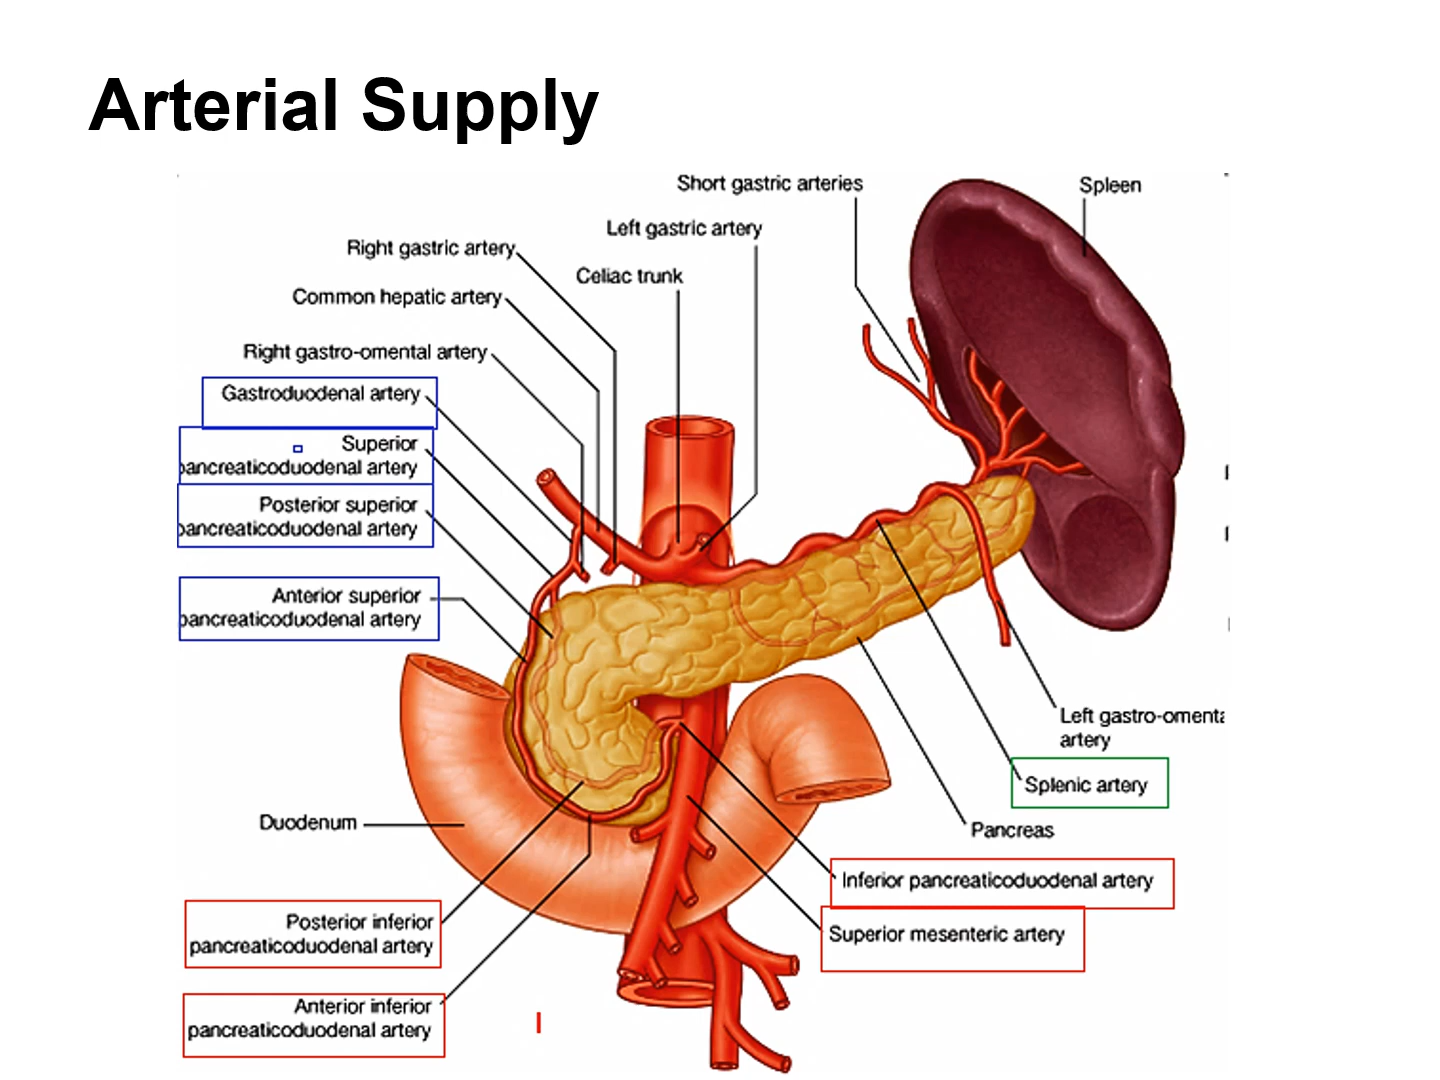 Arterial Supply
Short gastric arteries
Spleen
Left gastric artery
Right gastric artery
Celiac trunk
Common hepatic artery
Right gastro-omental artery
Gastroduodenal artery
Superior
pancreaticoduodenal artery
Posterior superior
pancreaticoduodenal artery
Anterior superior
pancreaticoduodenal artery
Left gastro-omenta
artery
Splenic artery
Duodenum
Pancreas
Inferior pancreaticoduodenal artery
Posterior inferior
pancreaticoduodenal artery
Superior mesenteric artery
Anterior inferior
pancreaticoduodenal artery